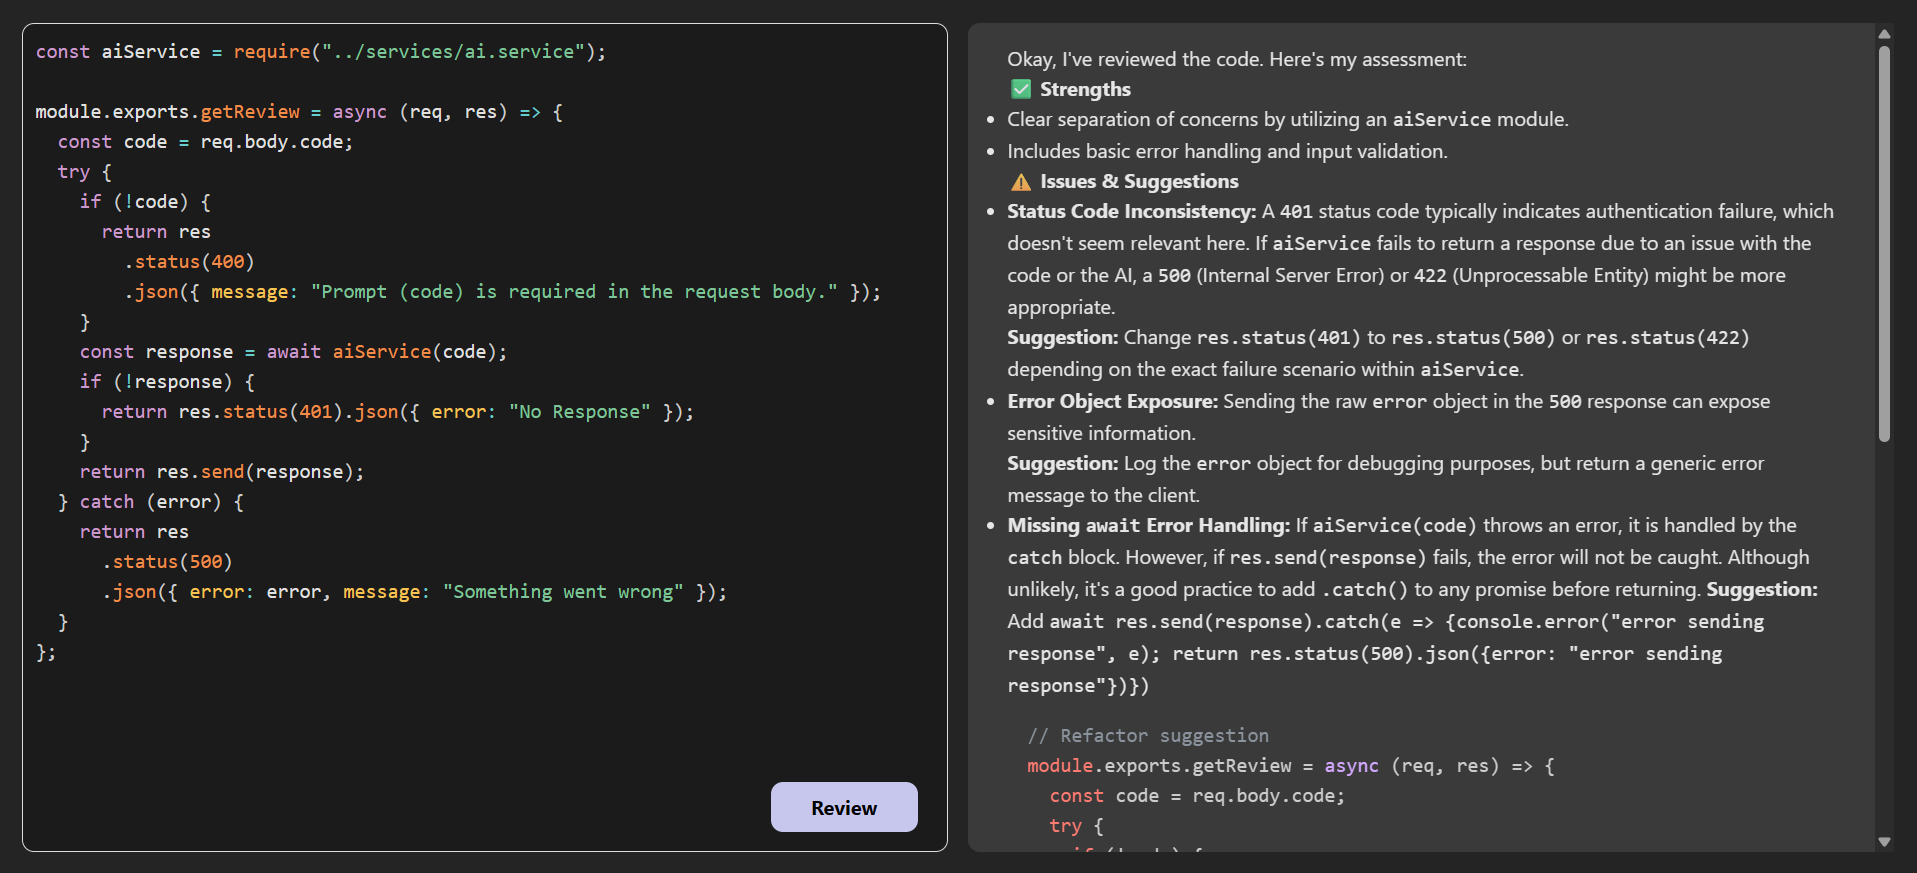 const aiService = require("../services/ai.service");
module.exports.getReview = async (req, res) => {
const code = req.body.code;
try {
if (!code) {
return res
.status(400)
.json({ message: "Prompt (code) is required in the request body." });
}
const response = await aiService(code);
if (!response) {
return res.status(401).json({ error: "No Response" });
}
return res.send(response);
} catch (error) {
return res
.status(500)
.json({ error: error, message: "Something went wrong" });
}
};
Review
Okay, I've reviewed the code. Here's my assessment:
✅ Strengths
• Clear separation of concerns by utilizing an aiService module.
• Includes basic error handling and input validation.
⚠️ Issues & Suggestions
• Status Code Inconsistency: A 401 status code typically indicates authentication failure, which
doesn't seem relevant here. If aiService fails to return a response due to an issue with the
code or the AI, a 500 (Internal Server Error) or 422 (Unprocessable Entity) might be more
appropriate.
Suggestion: Change res.status(401) to res.status(500) or res.status(422)
depending on the exact failure scenario within aiService.
• Error Object Exposure: Sending the raw error object in the 500 response can expose
sensitive information.
Suggestion: Log the error object for debugging purposes, but return a generic error
message to the client.
• Missing await Error Handling: If aiService(code) throws an error, it is handled by the
catch block. However, if res.send(response) fails, the error will not be caught. Although
unlikely, it's a good practice to add .catch() to any promise before returning. Suggestion:
Add await res.send(response).catch(e => {console.error("error sending
response", e); return res.status(500).json({error: "error sending
response"})})
// Refactor suggestion
module.exports.getReview = async (req, res) => {
const code = req.body.code;
try {